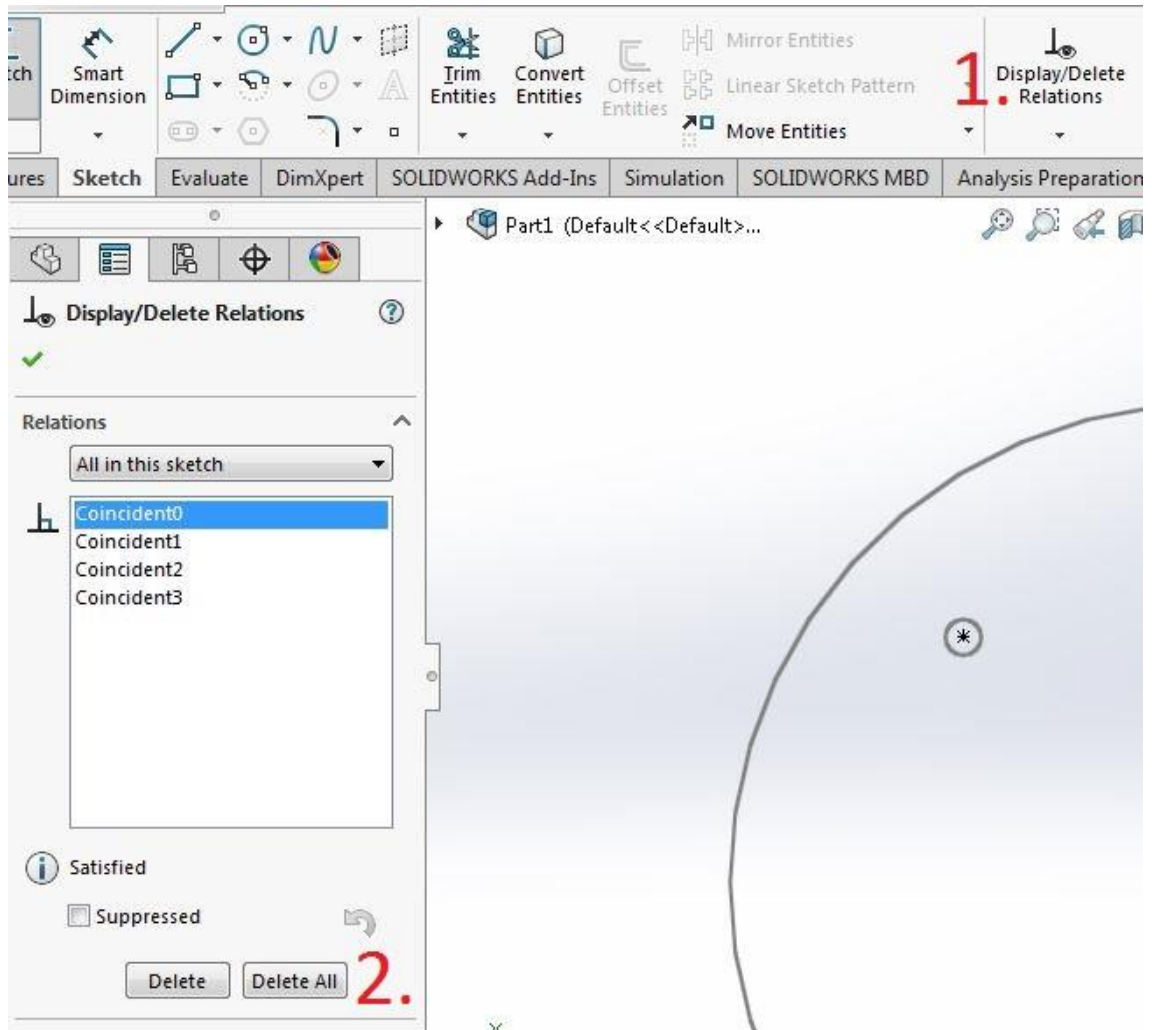 tch
Smart
Dimension
Trim
Entities
Convert
Entities
Offset
Entities
Mirror Entities
Linear Sketch Pattern
Move Entities
1.
Display/Delete
Relations
ures
Sketch
Evaluate
DimXpert
SOLIDWORKS Add-Ins
Simulation
SOLIDWORKS MBD
Analysis Preparation
Part1 (Default<<Default>...
Display/Delete Relations
Relations
All in this sketch
Coincident0
Coincident1
Coincident2
Coincident3
Satisfied
Suppressed
Delete
Delete All
2.